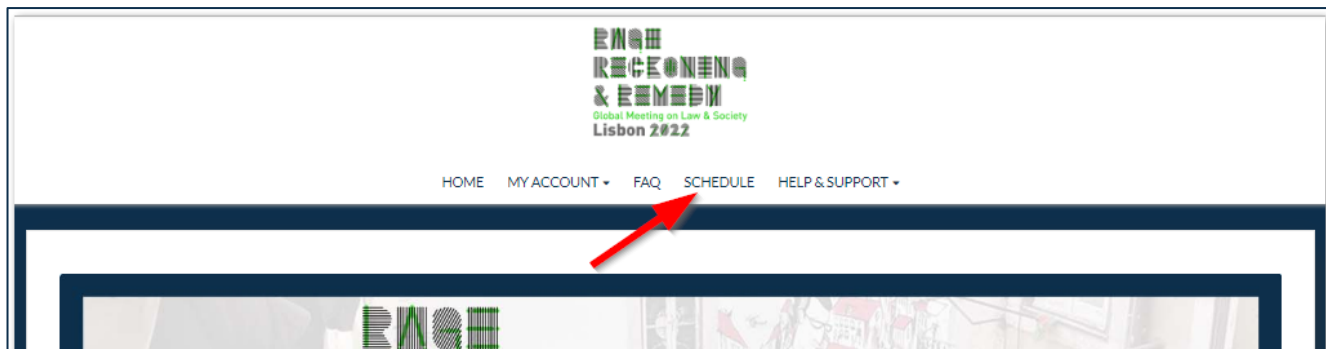 RAGE
RECKONING
& REMEDY
Global Meeting on Law & Society
Lisbon 2022
HOME MY ACCOUNT FAQ SCHEDULE HELP & SUPPORT
RAGE